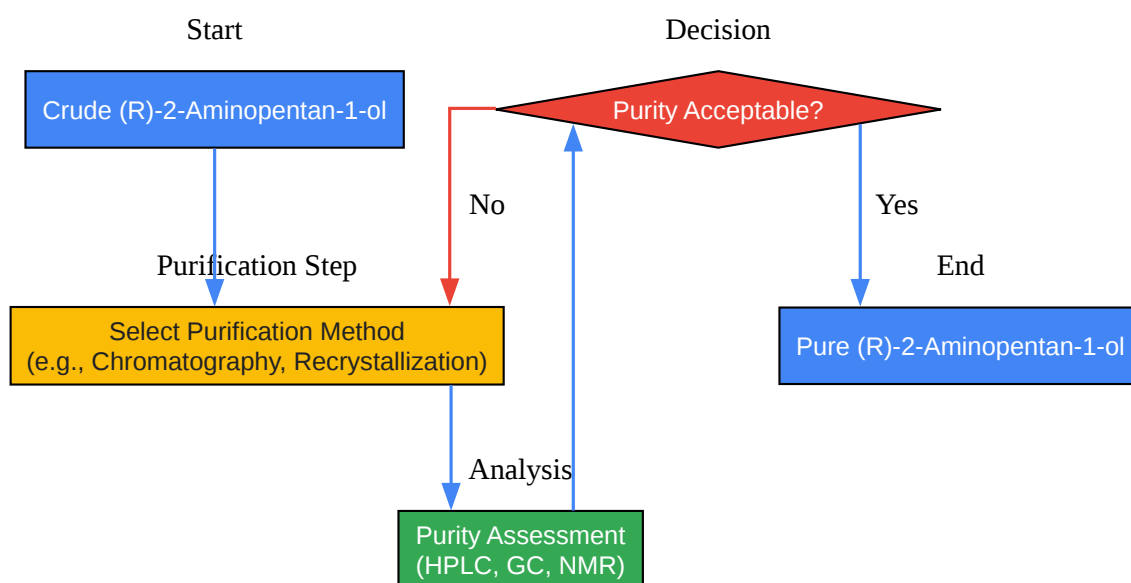 Start
Decision
Crude (R)-2-Aminopentan-1-ol
Purity Acceptable?
No
Yes
Purification Step
End
Select Purification Method
(e.g., Chromatography, Recrystallization)
Pure (R)-2-Aminopentan-1-ol
Analysis
Purity Assessment
(HPLC, GC, NMR)